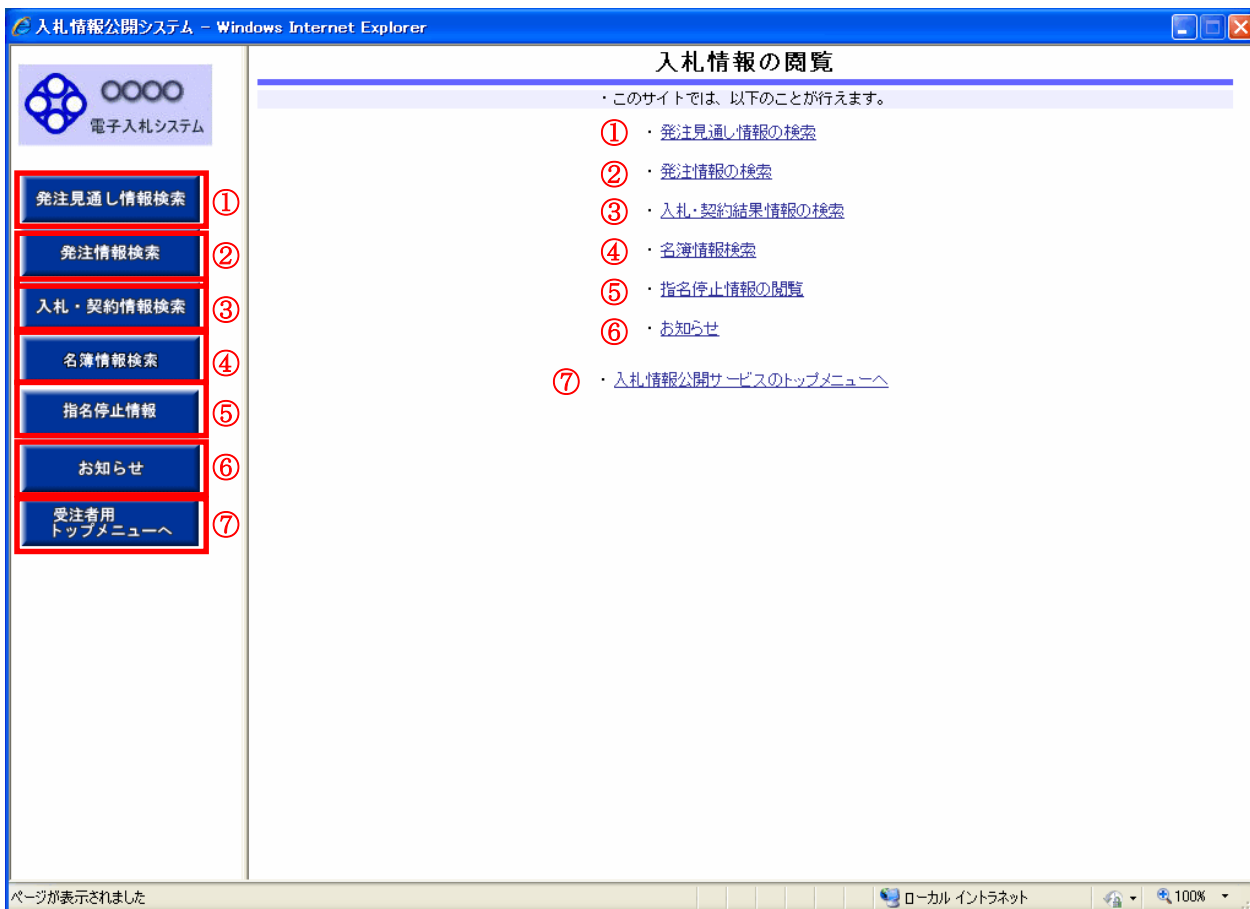 入札情報公開システム - Windows Internet Explorer
〇〇〇〇
電子入札システム
発注見通し情報検索 ①
発注情報検索 ②
入札・契約情報検索 ③
名簿情報検索 ④
指名停止情報 ⑤
お知らせ ⑥
受注者用
トップメニューへ ⑦
入札情報の閲覧
・このサイトでは、以下のことが行えます。
① ・発注見通し情報の検索
② ・発注情報の検索
③ ・入札・契約結果情報の検索
④ ・名簿情報検索
⑤ ・指名停止情報の閲覧
⑥ ・お知らせ
⑦ ・入札情報公開サービスのトップメニューへ
ページが表示されました
ローカル イントラネット
100%